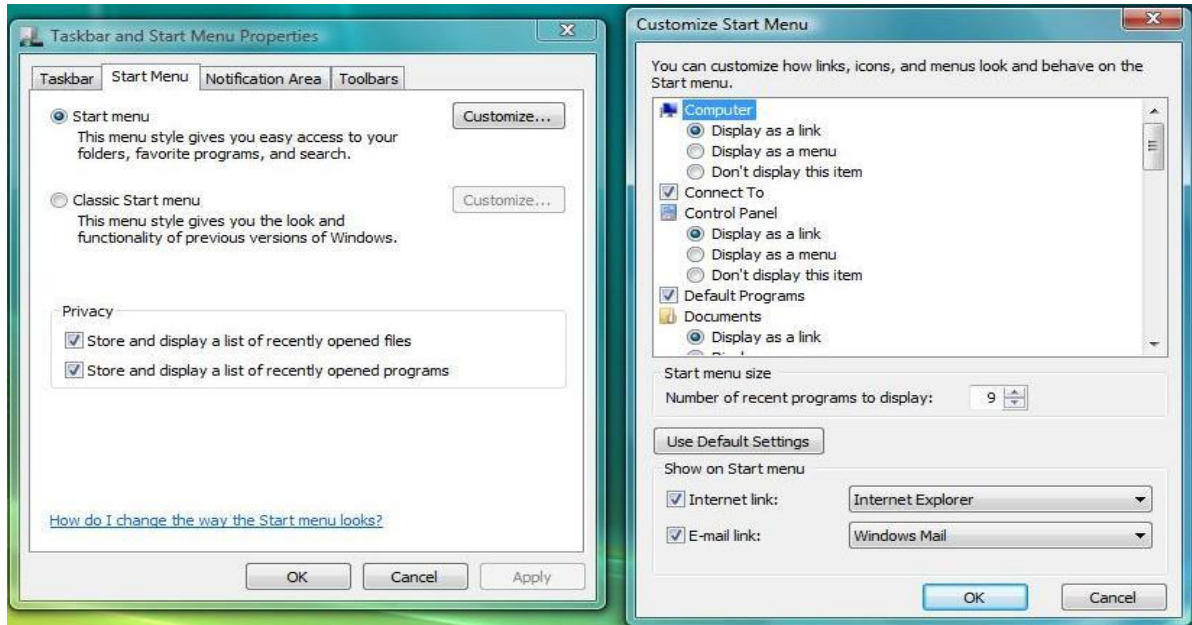 Taskbar and Start Menu Properties
Taskbar
Start Menu
Notification Area
Toolbars
Start menu
Customize...
This menu style gives you easy access to your
folders, favorite programs, and search.
Classic Start menu
Customize...
This menu style gives you the look and
functionality of previous versions of Windows.
Privacy
Store and display a list of recently opened files
Store and display a list of recently opened programs
How do I change the way the Start menu looks?
OK
Cancel
Apply
Customize Start Menu
You can customize how links, icons, and menus look and behave on the
Start menu.
Computer
Display as a link
Display as a menu
Don't display this item
Connect To
Control Panel
Display as a link
Display as a menu
Don't display this item
Default Programs
Documents
Display as a link
Start menu size
Number of recent programs to display: 9
Use Default Settings
Show on Start menu
Internet link: Internet Explorer
E-mail link: Windows Mail
OK
Cancel